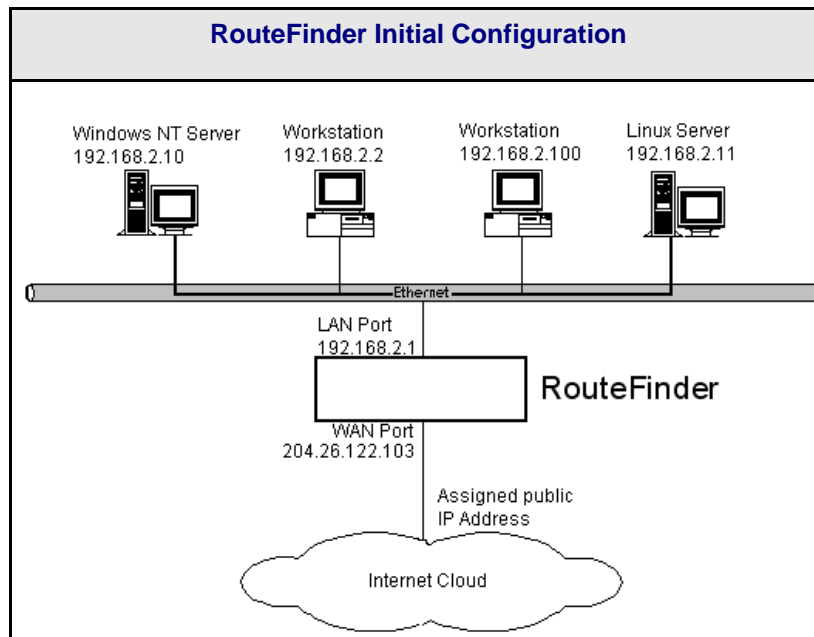 RouteFinder Initial Configuration
Windows NT Server
192.168.2.10
Workstation
192.168.2.2
Workstation
192.168.2.100
Linux Server
192.168.2.11
Ethernet
LAN Port
192.168.2.1
RouteFinder
WAN Port
204.26.122.103
Assigned public
IP Address
Internet Cloud